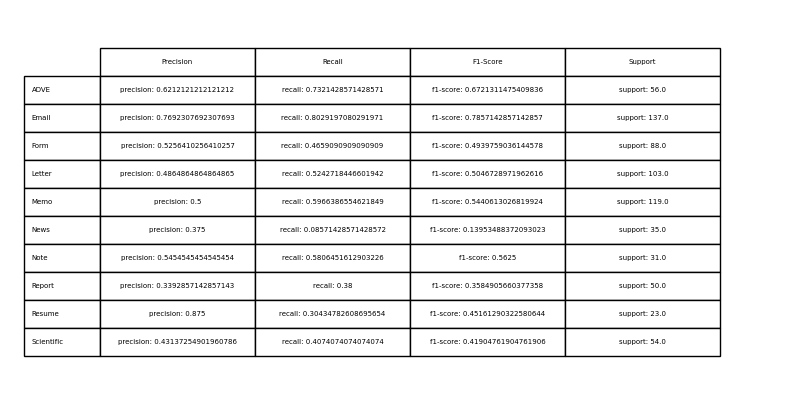 Precision Recall F1-Score Support
ADVE precision: 0.6212121212121212 recall: 0.7321428571428571 f1-score: 0.6721311475409836 support: 56.0
Email precision: 0.7692307692307693 recall: 0.8029197080291971 f1-score: 0.7857142857142857 support: 137.0
Form precision: 0.5256410256410257 recall: 0.4659090909090909 f1-score: 0.4939759036144578 support: 88.0
Letter precision: 0.4864864864864865 recall: 0.5242718446601942 f1-score: 0.5046728971962616 support: 103.0
Memo precision: 0.5 recall: 0.5966386554621849 f1-score: 0.5440613026819924 support: 119.0
News precision: 0.375 recall: 0.08571428571428572 f1-score: 0.13953488372093023 support: 35.0
Note precision: 0.5454545454545454 recall: 0.5806451612903226 f1-score: 0.5625 support: 31.0
Report precision: 0.3392857142857143 recall: 0.38 f1-score: 0.3584905660377358 support: 50.0
Resume precision: 0.875 recall: 0.30434782608695654 f1-score: 0.45161290322580644 support: 23.0
Scientific precision: 0.43137254901960786 recall: 0.4074074074074074 f1-score: 0.41904761904761906 support: 54.0